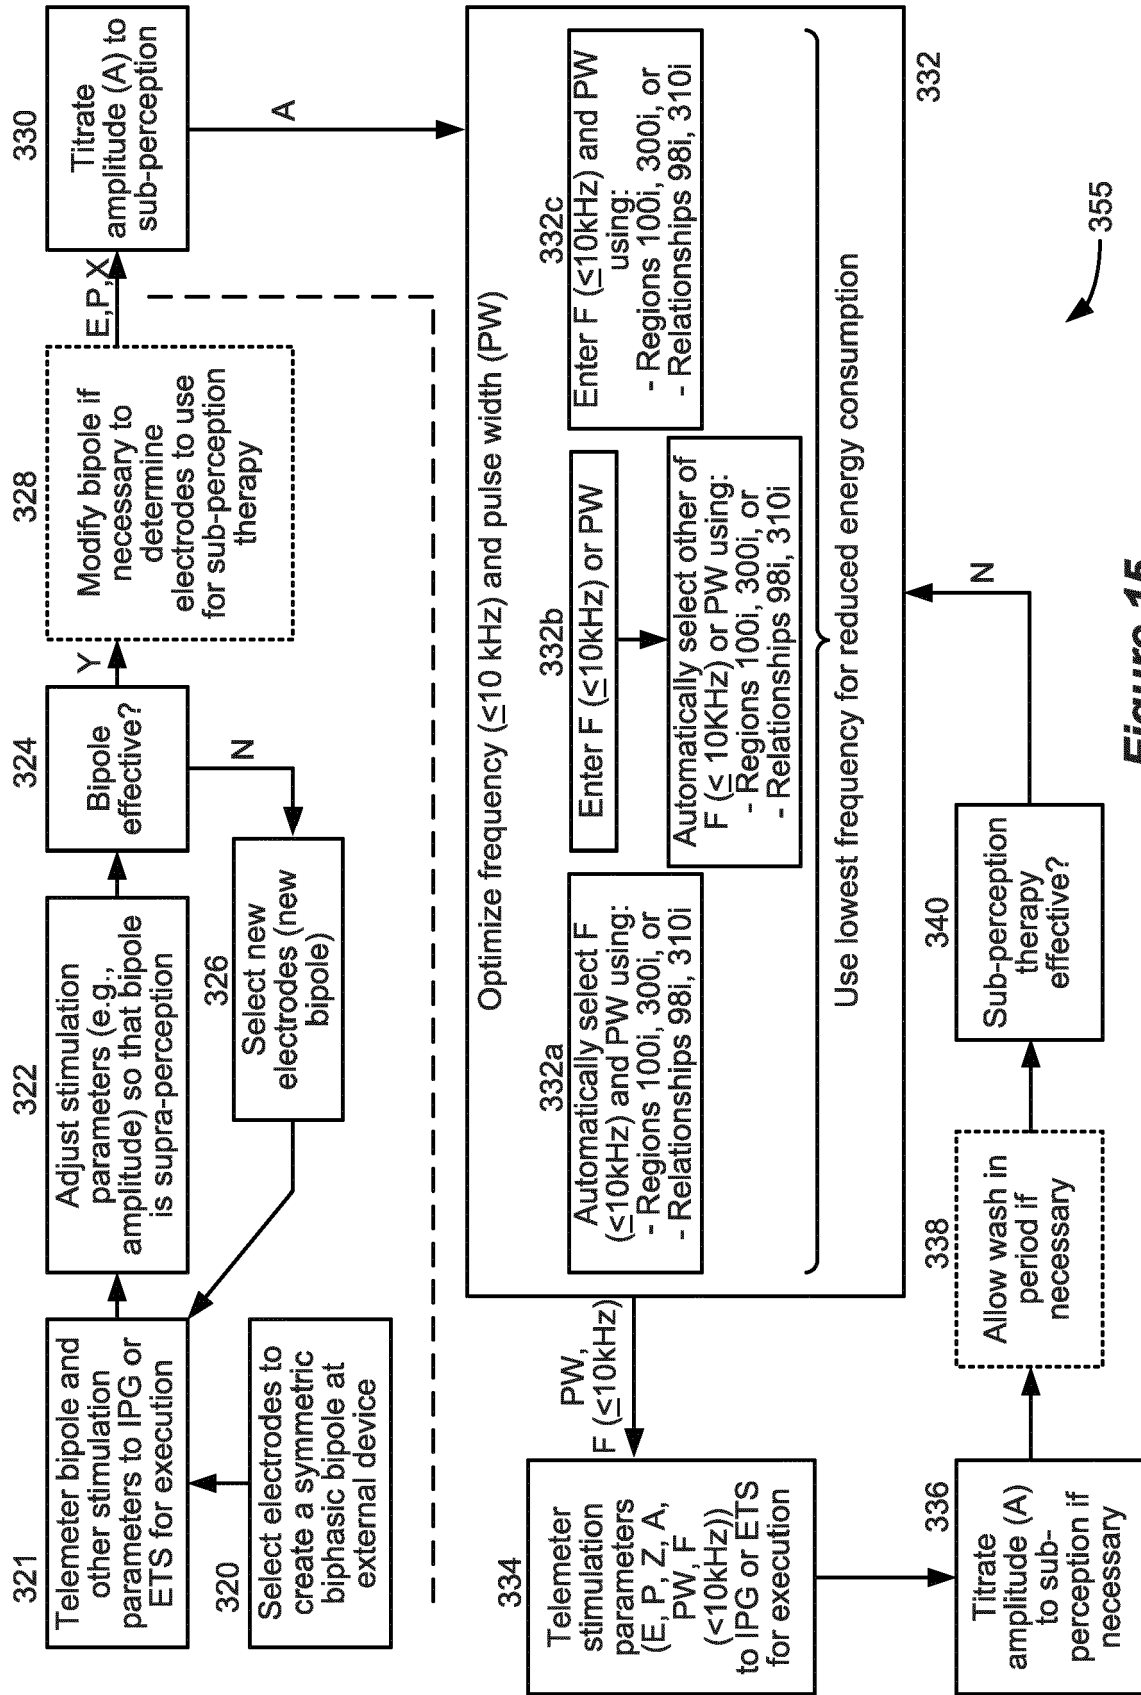 321
Telemeter bipole and
other stimulation
parameters to IPG or
ETS for execution
320
Select electrodes to
create a symmetric
biphasic bipole at
external device
322
Adjust stimulation
parameters (e.g.,
amplitude) so that bipole
is supra-perception
324
Bipole
effective?
Y
N
326
Select new
electrodes (new
bipole)
328
Modify bipole if
necessary to
determine
electrodes to use
for sub-perception
therapy
E,P,X
330
Titrate
amplitude (A) to
sub-perception
A
Optimize frequency (≤10 kHz) and pulse width (PW)
332a
Automatically select F
(≤10kHz) and PW using:
- Regions 100i, 300i, or
- Relationships 98i, 310i
332b
Enter F (≤10kHz) or PW
Automatically select other of
F (≤ 10KHz) or PW using:
- Regions 100i, 300i, or
- Relationships 98i, 310i
332c
Enter F (≤10kHz) and PW
using:
- Regions 100i, 300i, or
- Relationships 98i, 310i
Use lowest frequency for reduced energy consumption
332
PW,
F (≤10kHz)
334
Telemeter
stimulation
parameters
(E, P, Z, A,
PW, F
(<10kHz))
to IPG or ETS
for execution
336
Titrate
amplitude (A)
to sub-
perception if
necessary
338
Allow wash in
period if
necessary
340
Sub-perception
therapy
effective?
N
355
Figure 15